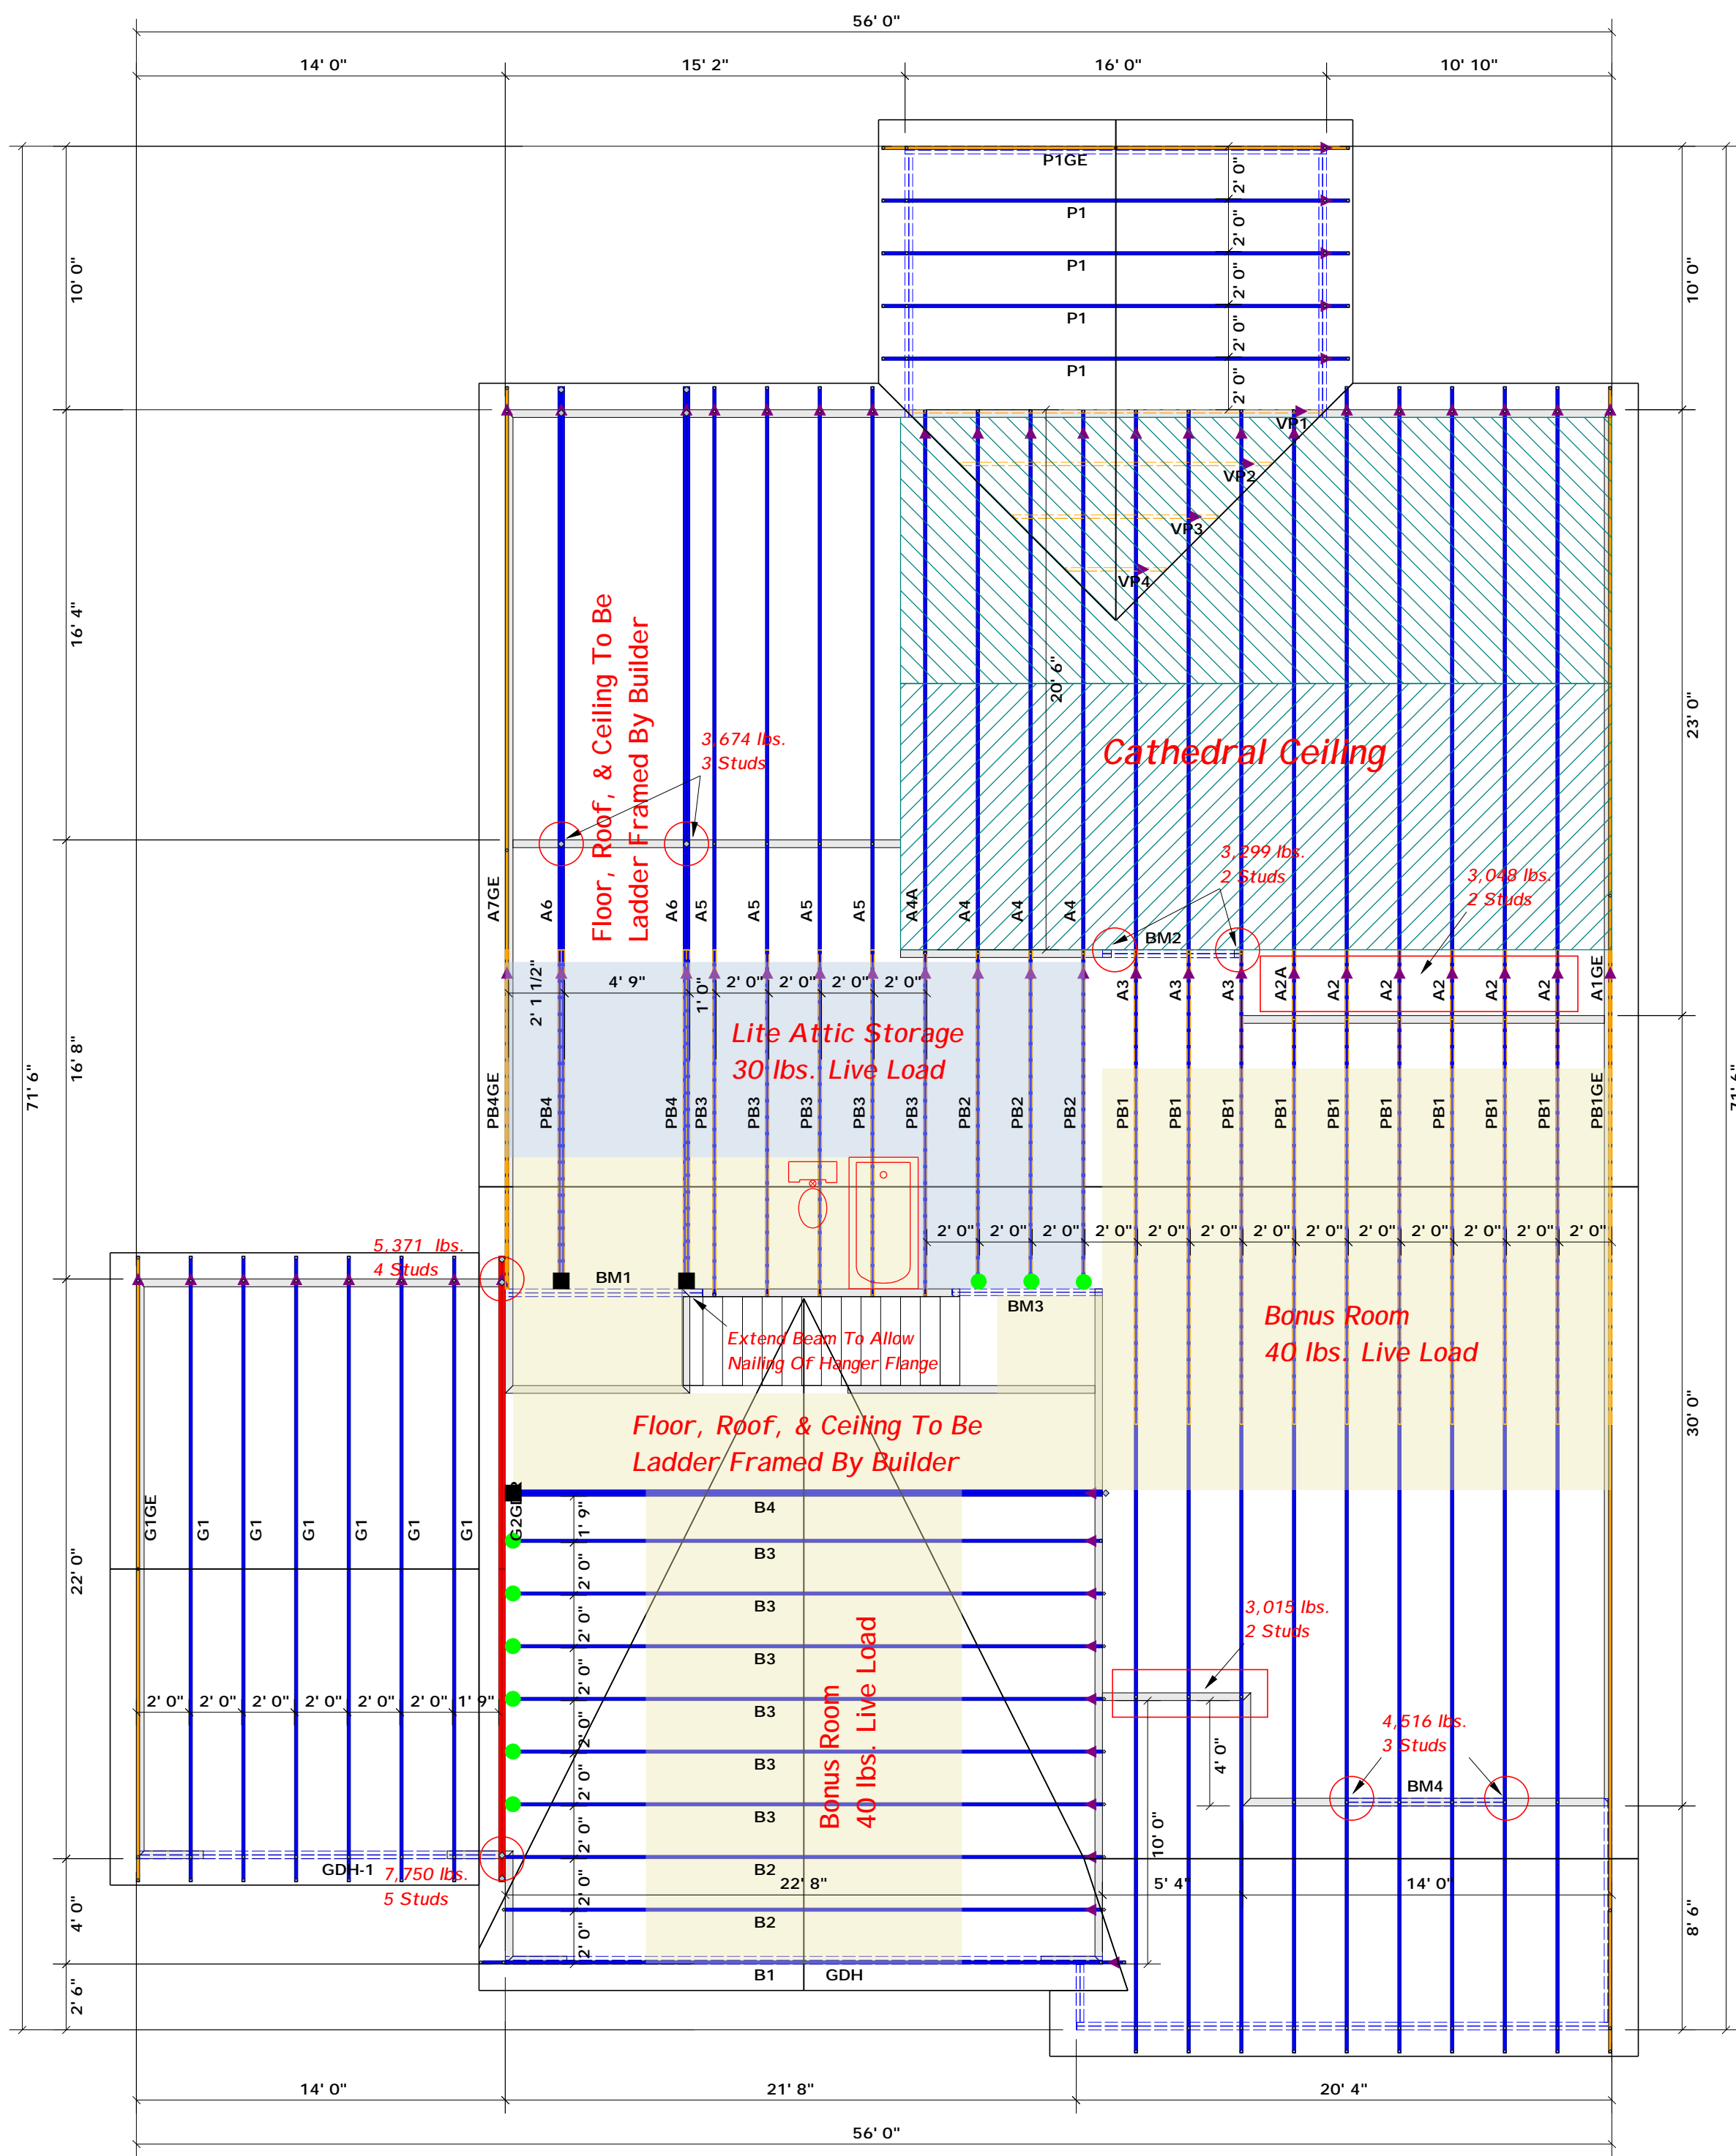 56' 0"
14' 0"
15' 2"
16' 0"
10' 10"
P1GE
2' 0"
P1
2' 0"
P1
2' 0"
P1
2' 0"
P1
2' 0"
10' 0"
10' 0"
VP1
VP2
VP3
VP4
16' 4"
20' 6"
23' 0"
Floor, Roof, & Ceiling To Be
Ladder Framed By Builder
3,674 lbs.
3 Studs
Cathedral Ceiling
3,299 lbs.
2 Studs
3,048 lbs.
2 Studs
A7GE
A6
A6
A5
A5
A5
A5
A4A
A4
A4
A4
BM2
A3
A3
A3
A2A
A2
A2
A2
A2
A2
A1GE
2' 1 1/2"
4' 9"
1' 0"
2' 0"
2' 0"
2' 0"
2' 0"
Lite Attic Storage
30 lbs. Live Load
71' 6"
16' 8"
71' 6"
PB4GE
PB4
PB4
PB3
PB3
PB3
PB3
PB3
PB2
PB2
PB2
PB1
PB1
PB1
PB1
PB1
PB1
PB1
PB1
PB1
PB1GE
2' 0"
2' 0"
2' 0"
2' 0"
2' 0"
2' 0"
2' 0"
2' 0"
2' 0"
2' 0"
2' 0"
2' 0"
2' 0"
5,371 lbs.
4 Studs
BM1
BM3
Extend Beam To Allow
Nailing Of Hanger Flange
Bonus Room
40 lbs. Live Load
Floor, Roof, & Ceiling To Be
Ladder Framed By Builder
30' 0"
22' 0"
G1GE
G1
G1
G1
G1
G1
G1
B4
1' 9"
B3
2' 0"
B3
2' 0"
B3
2' 0"
B3
2' 0"
B3
2' 0"
B3
2' 0"
B2
2' 0"
B2
2' 0"
B1
GDH
Bonus Room
40 lbs. Live Load
2' 0"
2' 0"
2' 0"
2' 0"
2' 0"
2' 0"
1' 9"
3,015 lbs.
2 Studs
4' 0"
10' 0"
4,516 lbs.
3 Studs
BM4
GDH-1
7,750 lbs.
5 Studs
22' 8"
5' 4"
14' 0"
4' 0"
2' 6"
8' 6"
14' 0"
21' 8"
20' 4"
56' 0"